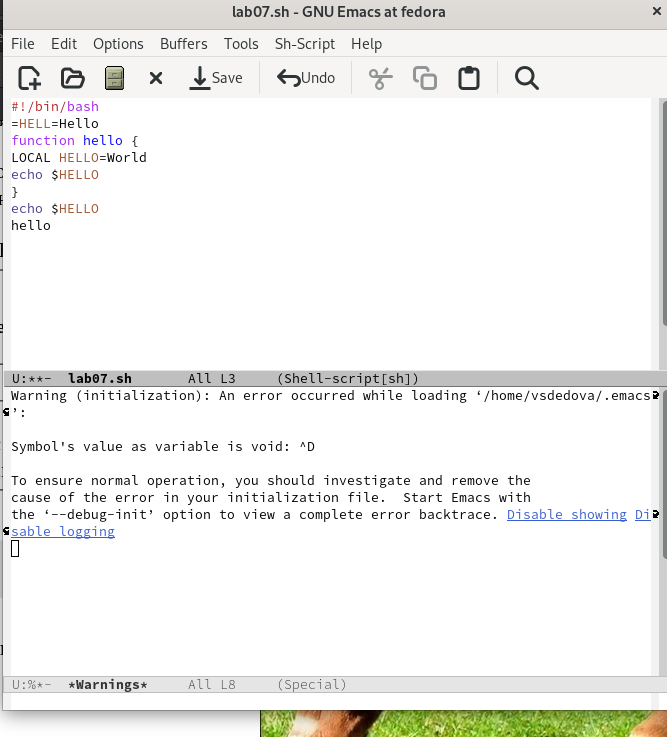 lab07.sh - GNU Emacs at fedora
File Edit Options Buffers Tools Sh-Script Help
Save Undo
#!/bin/bash
=HELL=Hello
function hello {
LOCAL HELLO=World
echo $HELLO
}
echo $HELLO
hello
U:**- lab07.sh All L3 (Shell-script[sh])
Warning (initialization): An error occurred while loading ‘/home/vsdedova/.emacs
’:
Symbol's value as variable is void: ^D
To ensure normal operation, you should investigate and remove the
cause of the error in your initialization file. Start Emacs with
the ‘--debug-init’ option to view a complete error backtrace. Disable showing Di
sable logging
U:%*- *Warnings* All L8 (Special)